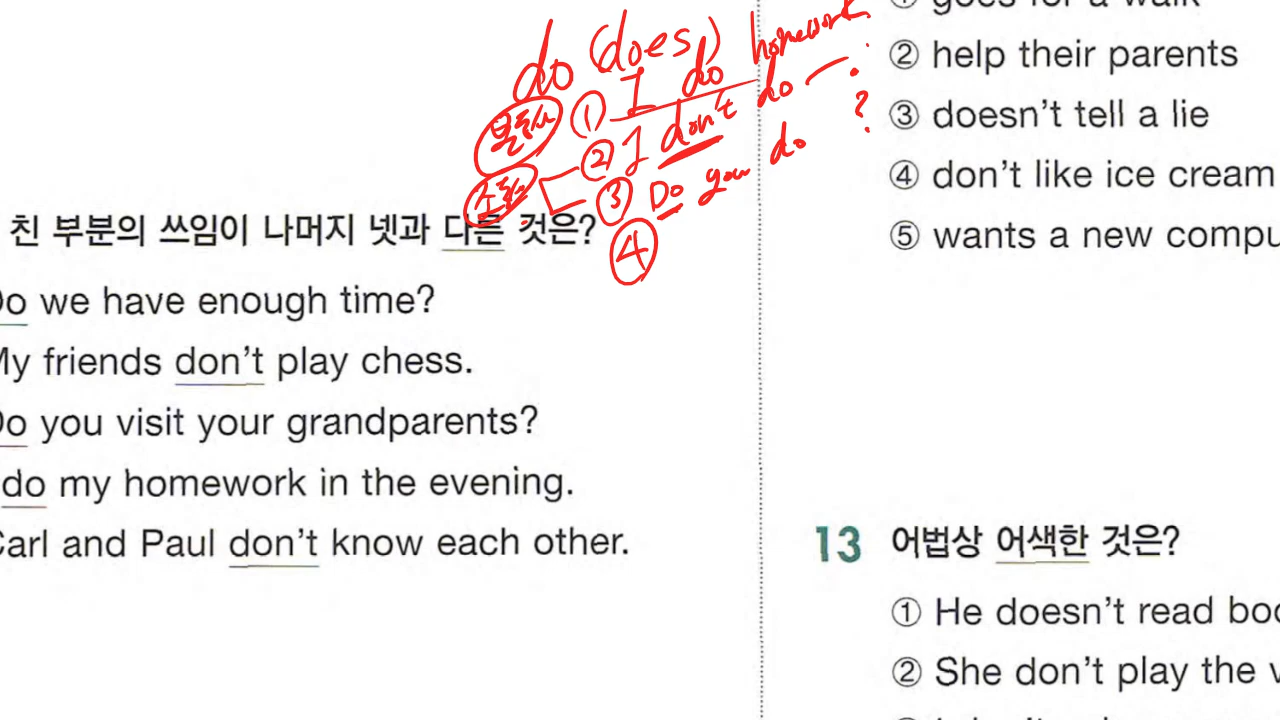 do (does)
본동사 ① I do homework.
② I don't do ?
③ Do you do
④
친 부분의 쓰임이 나머지 넷과 다른 것은?
Do we have enough time?
My friends don't play chess.
Do you visit your grandparents?
do my homework in the evening.
Carl and Paul don't know each other.
① goes for a walk
② help their parents
③ doesn't tell a lie
④ don't like ice cream
⑤ wants a new compu
13 어법상 어색한 것은?
① He doesn't read boo
② She don't play the v